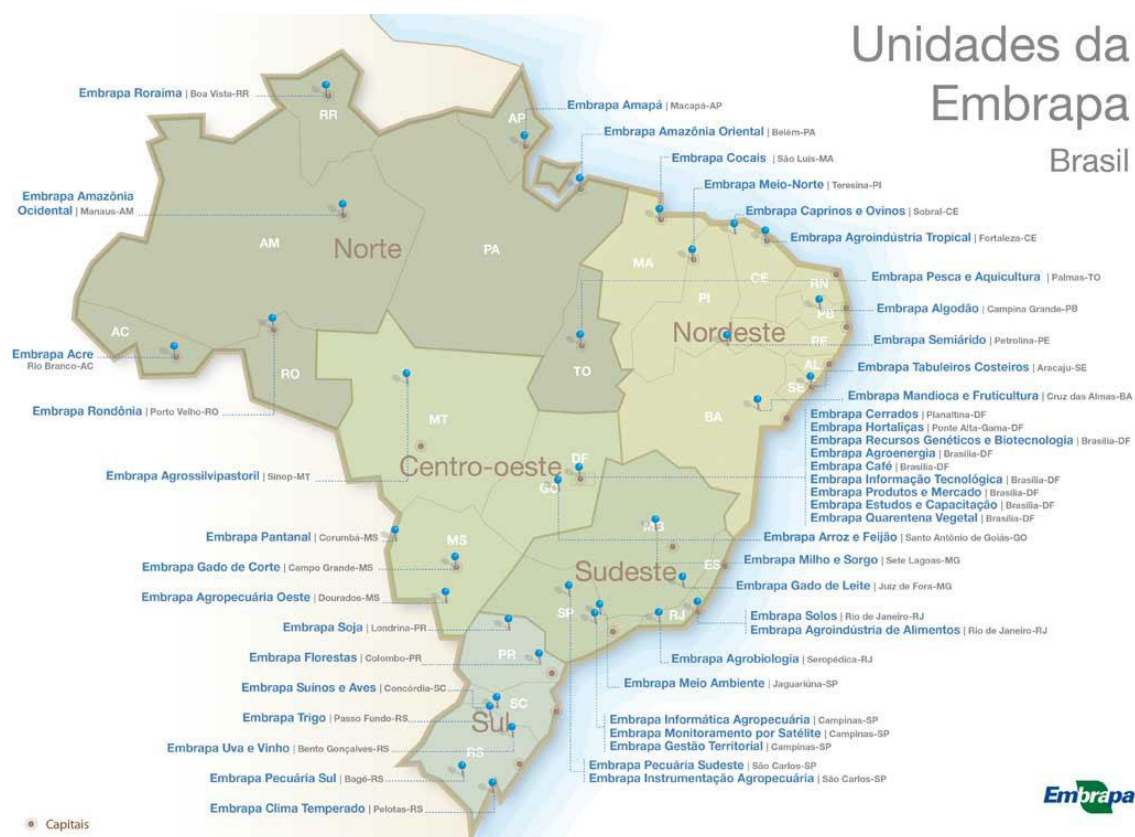 Unidades da
Embrapa
Brasil
Embrapa Roraima | Boa Vista-RR
Embrapa Amapá | Macapá-AP
Embrapa Amazônia Oriental | Belém-PA
Embrapa Cocais | São Luís-MA
Embrapa Meio-Norte | Teresina-PI
Embrapa Caprinos e Ovinos | Sobral-CE
Embrapa Agroindústria Tropical | Fortaleza-CE
Embrapa Amazônia
Ocidental | Manaus-AM
Embrapa Pesca e Aquicultura | Palmas-TO
Embrapa Algodão | Campina Grande-PB
Embrapa Semiárido | Petrolina-PE
Embrapa Acre
Rio Branco-AC
Embrapa Tabuleiros Costeiros | Aracaju-SE
Embrapa Mandioca e Fruticultura | Cruz das Almas-BA
Embrapa Rondônia | Porto Velho-RO
Embrapa Cerrados | Planaltina-DF
Embrapa Hortaliças | Ponte Alta-Gama-DF
Embrapa Recursos Genéticos e Biotecnologia | Brasília-DF
Embrapa Agroenergia | Brasília-DF
Embrapa Café | Brasília-DF
Embrapa Informação Tecnológica | Brasília-DF
Embrapa Produtos e Mercado | Brasília-DF
Embrapa Estudos e Capacitação | Brasília-DF
Embrapa Quarentena Vegetal | Brasília-DF
Embrapa Agrossilvipastoril | Sinop-MT
Embrapa Pantanal | Corumbá-MS
Embrapa Arroz e Feijão | Santo Antônio de Goiás-GO
Embrapa Gado de Corte | Campo Grande-MS
Embrapa Milho e Sorgo | Sete Lagoas-MG
Embrapa Gado de Leite | Juiz de Fora-MG
Embrapa Agropecuária Oeste | Dourados-MS
Embrapa Solos | Rio de Janeiro-RJ
Embrapa Agroindústria de Alimentos | Rio de Janeiro-RJ
Embrapa Soja | Londrina-PR
Embrapa Florestas | Colombo-PR
Embrapa Agrobiologia | Seropédica-RJ
Embrapa Suinos e Aves | Concórdia-SC
Embrapa Meio Ambiente | Jaguariúna-SP
Embrapa Trigo | Passo Fundo-RS
Embrapa Informática Agropecuária | Campinas-SP
Embrapa Monitoramento por Satélite | Campinas-SP
Embrapa Gestão Territorial | Campinas-SP
Embrapa Uva e Vinho | Bento Gonçalves-RS
Embrapa Pecuária Sul | Bagé-RS
Embrapa Pecuária Sudeste | São Carlos-SP
Embrapa Instrumentação Agropecuária | São Carlos-SP
Embrapa Clima Temperado | Pelotas-RS
RR
AP
AM
Norte
PA
MA
CE
RN
PI
PB
Nordeste
PE
AC
AL
SE
RO
TO
BA
MT
Centro-oeste
DF
GO
MG
MS
ES
Sudeste
SP
RJ
PR
SC
Sul
RS
Capitais
Embrapa